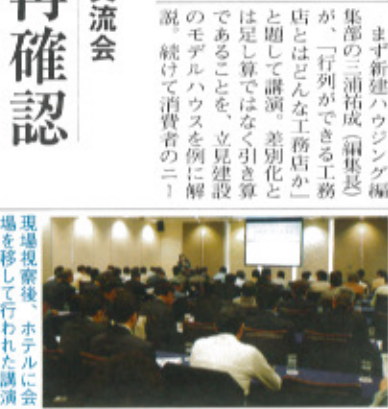 再確認
交流会
まず新建ハウジング編
集部の三浦祐成（編集長）
が、「行列ができる工務
店とはどんな工務店か」
と題して講演。差別化と
は足し算ではなく引き算
であることを、立見建設
のモデルハウスを例に解
説。続けて消費者のニー
現場視察後、ホテルに会
場を移して行われた講演